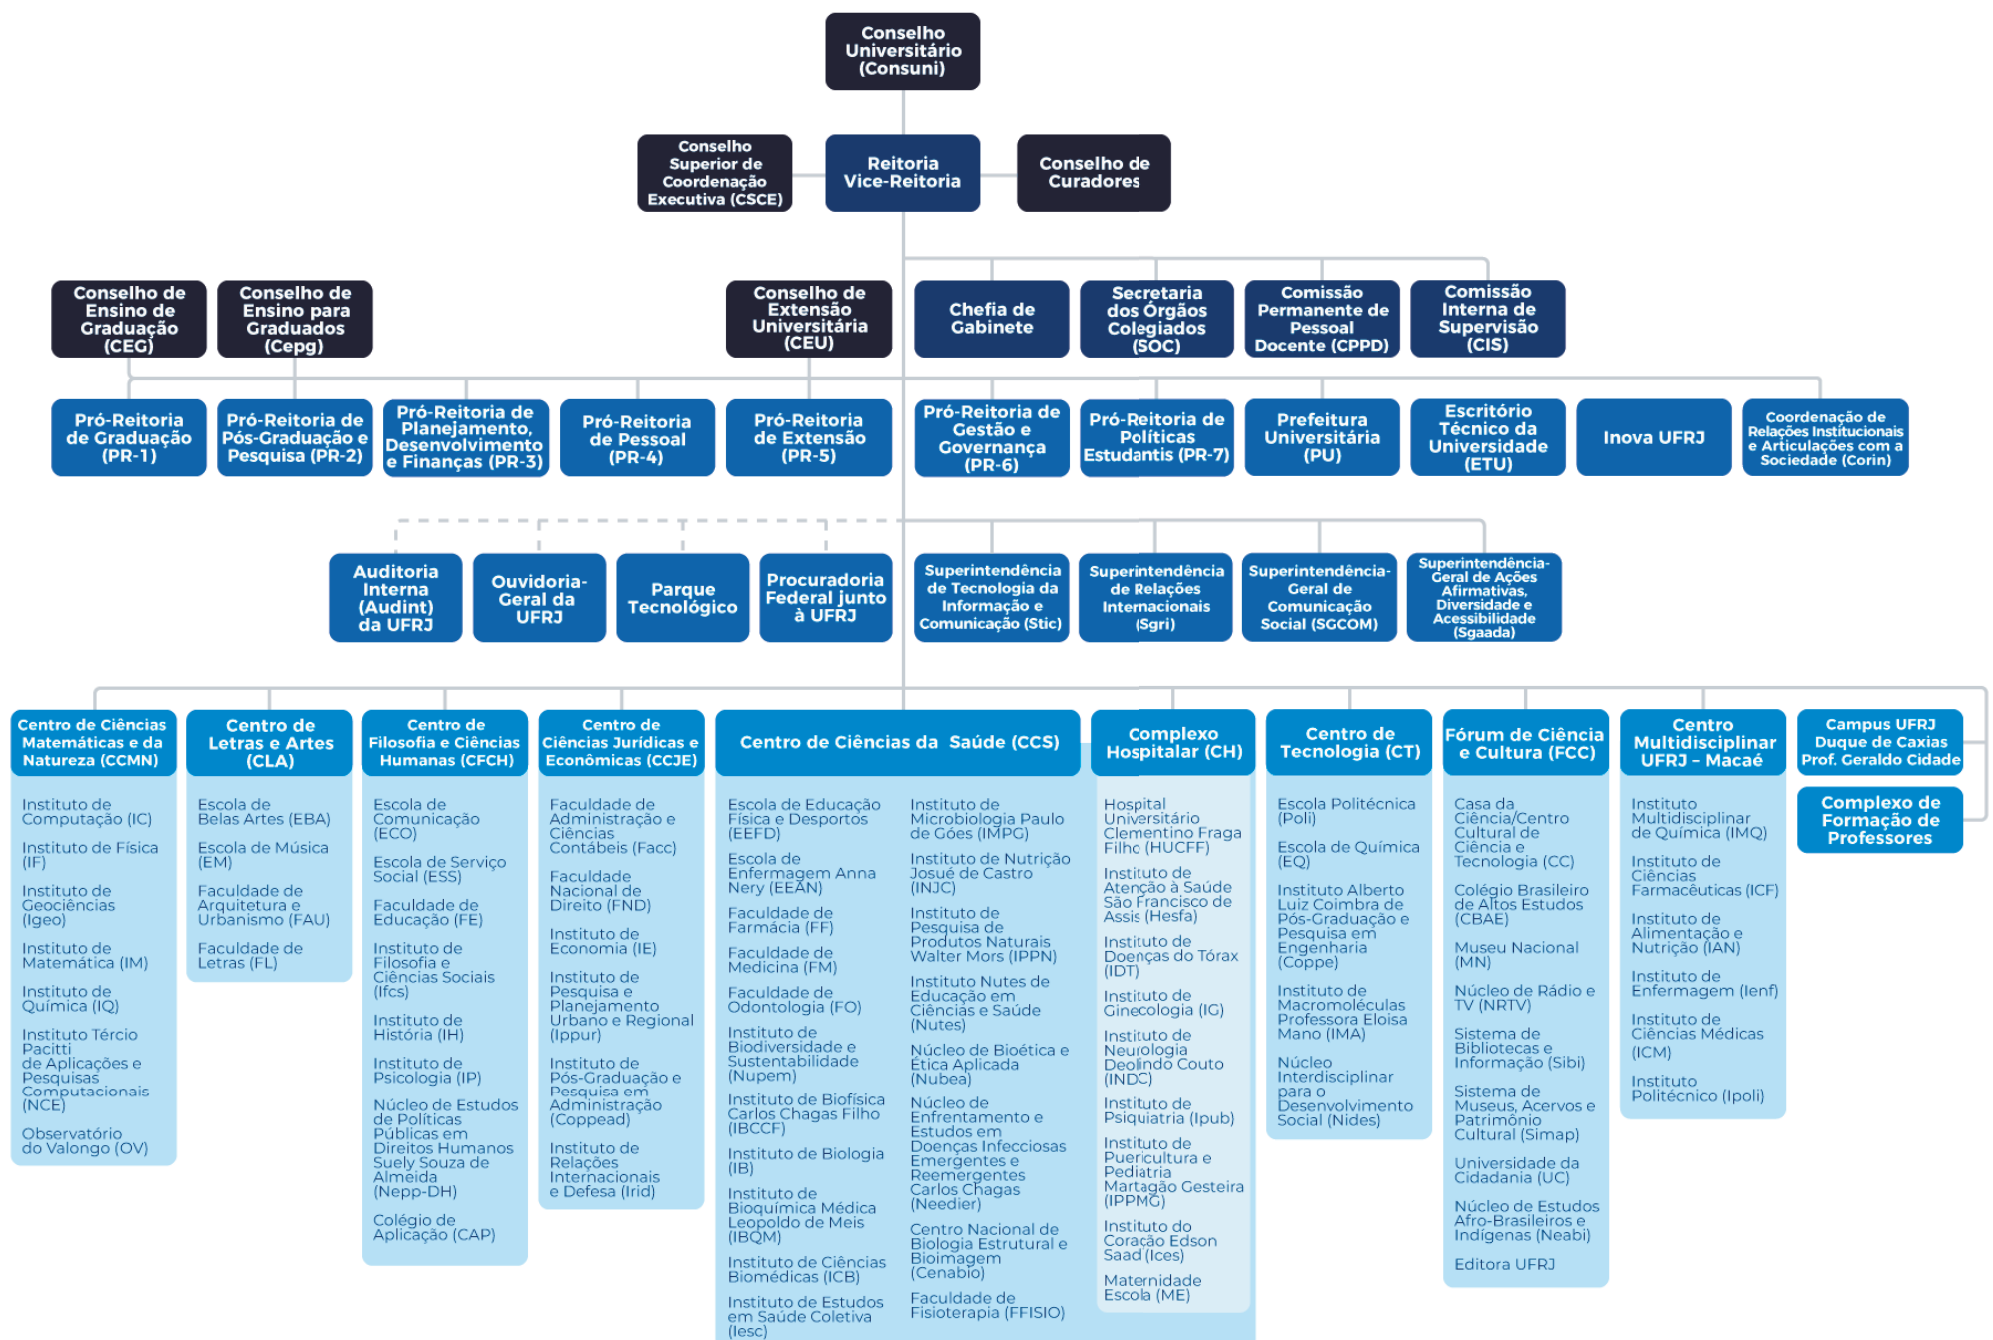 Conselho
Universitário
(Consuni)
Conselho
Superior de
Coordenação
Executiva (CSCE)
Reitoria
Vice-Reitoria
Conselho de
Curadores
Conselho de
Ensino de
Graduação
(CEG)
Conselho de
Ensino para
Graduados
(Cepg)
Conselho de
Extensão
Universitária
(CEU)
Chefia de
Gabinete
Secretaria
dos Órgãos
Colegiados
(SOC)
Comissão
Permanente de
Pessoal
Docente (CPPD)
Comissão
Interna de
Supervisão
(CIS)
Pró-Reitoria
de Graduação
(PR-1)
Pró-Reitoria de
Pós-Graduação e
Pesquisa (PR-2)
Pró-Reitoria de
Planejamento,
Desenvolvimento
e Finanças (PR-3)
Pró-Reitoria
de Pessoal
(PR-4)
Pró-Reitoria
de Extensão
(PR-5)
Pró-Reitoria de
Gestão e
Governança
(PR-6)
Pró-Reitoria de
Políticas
Estudantis (PR-7)
Prefeitura
Universitária
(PU)
Escritório
Técnico da
Universidade
(ETU)
Inova UFRJ
Coordenação de
Relações Institucionais
e Articulações com a
Sociedade (Corin)
Auditoria
Interna
(Audint)
da UFRJ
Ouvidoria-
Geral da
UFRJ
Parque
Tecnológico
Procuradoria
Federal junto
à UFRJ
Superintendência
de Tecnologia da
Informação e
Comunicação (Stic)
Superintendência
de Relações
Internacionais
(Sgri)
Superintendência-
Geral de
Comunicação
Social (SGCOM)
Superintendência-
Geral de Ações
Afirmativas,
Diversidade e
Acessibilidade
(Sgaada)
Centro de Ciências
Matemáticas e da
Natureza (CCMN)
Instituto de
Computação (IC)
Instituto de Física
(IF)
Instituto de
Geociências
(Igeo)
Instituto de
Matemática (IM)
Instituto de
Química (IQ)
Instituto Tércio
Pacitti
de Aplicações e
Pesquisas
Computacionais
(NCE)
Observatório
do Valongo (OV)
Centro de
Letras e Artes
(CLA)
Escola de
Belas Artes (EBA)
Escola de Música
(EM)
Faculdade de
Arquitetura e
Urbanismo (FAU)
Faculdade de
Letras (FL)
Centro de
Filosofia e Ciências
Humanas (CFCH)
Escola de
Comunicação
(ECO)
Escola de Serviço
Social (ESS)
Faculdade de
Educação (FE)
Instituto de
Filosofia e
Ciências Sociais
(Ifcs)
Instituto de
História (IH)
Instituto de
Psicologia (IP)
Núcleo de Estudos
de Políticas
Públicas em
Direitos Humanos
Suely Souza de
Almeida
(Nepp-DH)
Colégio de
Aplicação (CAP)
Centro de
Ciências Jurídicas e
Econômicas (CCJE)
Faculdade de
Administração e
Ciências
Contábeis (Facc)
Faculdade
Nacional de
Direito (FND)
Instituto de
Economia (IE)
Instituto de
Pesquisa e
Planejamento
Urbano e Regional
(Ippur)
Instituto de
Pós-Graduação e
Pesquisa em
Administração
(Coppead)
Instituto de
Relações
Internacionais
e Defesa (Irid)
Centro de Ciências da Saúde (CCS)
Escola de Educação
Física e Desportos
(EEFD)
Escola de
Enfermagem Anna
Nery (EEAN)
Faculdade de
Farmácia (FF)
Faculdade de
Medicina (FM)
Faculdade de
Odontologia (FO)
Instituto de
Biodiversidade e
Sustentabilidade
(Nupem)
Instituto de Biofísica
Carlos Chagas Filho
(IBCCF)
Instituto de Biologia
(IB)
Instituto de
Bioquímica Médica
Leopoldo de Meis
(IBQM)
Instituto de Ciências
Biomédicas (ICB)
Instituto de Estudos
em Saúde Coletiva
(Iesc)
Instituto de
Microbiologia Paulo
de Góes (IMPG)
Instituto de Nutrição
Josué de Castro
(INJC)
Instituto de
Pesquisa de
Produtos Naturais
Walter Mors (IPPN)
Instituto Nutes de
Educação em
Ciências e Saúde
(Nutes)
Núcleo de Bioética e
Ética Aplicada
(Nubea)
Núcleo de
Enfrentamento e
Estudos em
Doenças Infecciosas
Emergentes e
Reemergentes
Carlos Chagas
(Needier)
Centro Nacional de
Biologia Estrutural e
Bioimagem
(Cenabio)
Faculdade de
Fisioterapia (FFISIO)
Complexo
Hospitalar (CH)
Hospital
Universitário
Clementino Fraga
Filho (HUCFF)
Instituto de
Atenção à Saúde
São Francisco de
Assis (Hesfa)
Instituto de
Doenças do Tórax
(IDT)
Instituto de
Ginecologia (IG)
Instituto de
Neurologia
Deolindo Couto
(INDC)
Instituto de
Psiquiatria (Ipub)
Instituto de
Puericultura e
Pediatria
Martagão Gesteira
(IPPMG)
Instituto do
Coração Edson
Saad (Ices)
Maternidade
Escola (ME)
Centro de
Tecnologia (CT)
Escola Politécnica
(Poli)
Escola de Química
(EQ)
Instituto Alberto
Luiz Coimbra de
Pós-Graduação e
Pesquisa em
Engenharia
(Coppe)
Instituto de
Macromoléculas
Professora Eloisa
Mano (IMA)
Núcleo
Interdisciplinar
para o
Desenvolvimento
Social (Nides)
Fórum de Ciência
e Cultura (FCC)
Casa da
Ciência/Centro
Cultural de
Ciência e
Tecnologia (CC)
Colégio Brasileiro
de Altos Estudos
(CBAE)
Museu Nacional
(MN)
Núcleo de Rádio e
TV (NRTV)
Sistema de
Bibliotecas e
Informação (Sibi)
Sistema de
Museus, Acervos e
Patrimônio
Cultural (Simap)
Universidade da
Cidadania (UC)
Núcleo de Estudos
Afro-Brasileiros e
Indígenas (Neabi)
Editora UFRJ
Centro
Multidisciplinar
UFRJ – Macaé
Instituto
Multidisciplinar
de Química (IMQ)
Instituto de
Ciências
Farmacêuticas (ICF)
Instituto de
Alimentação e
Nutrição (IAN)
Instituto de
Enfermagem (Ienf)
Instituto de
Ciências Médicas
(ICM)
Instituto
Politécnico (Ipoli)
Campus UFRJ
Duque de Caxias
Prof. Geraldo Cidade
Complexo de
Formação de
Professores